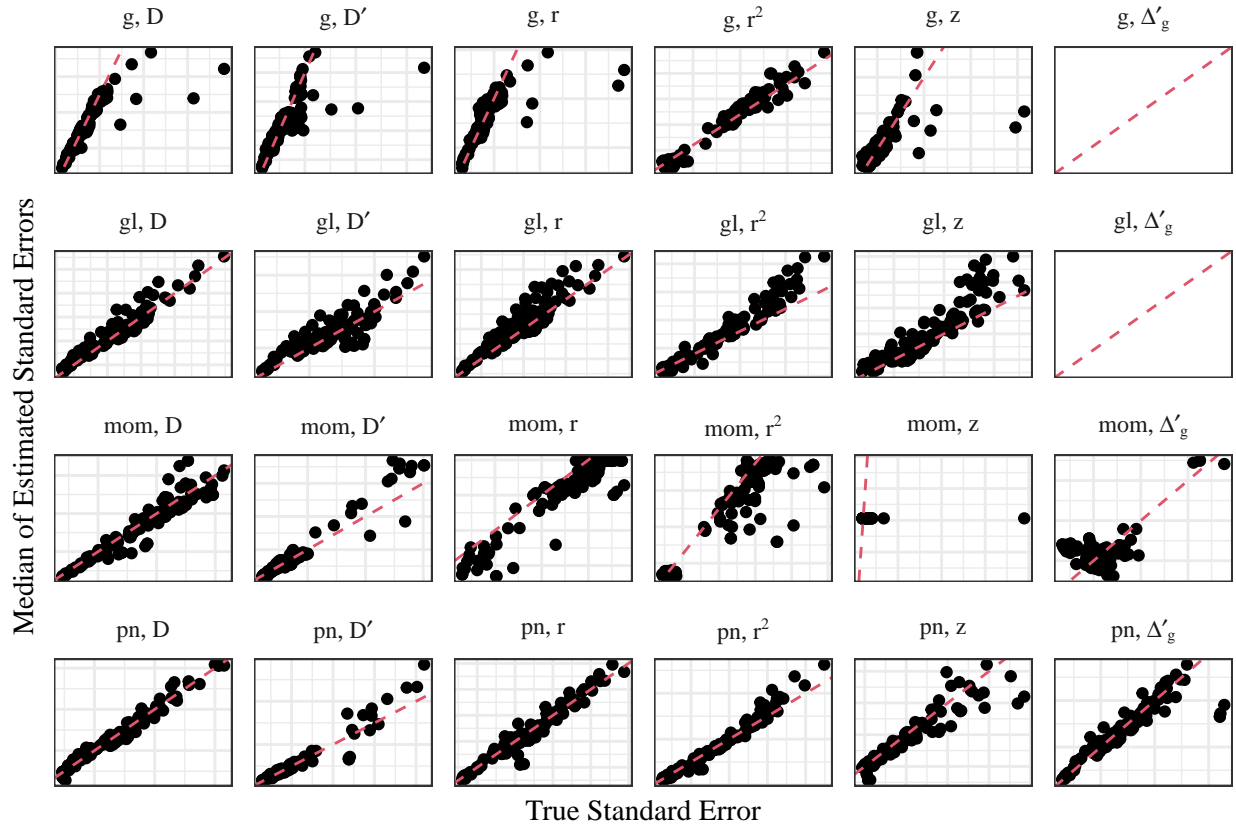 g, D
g, D′
g, r
g, r²
g, z
g, Δ′g
gl, D
gl, D′
gl, r
gl, r²
gl, z
gl, Δ′g
mom, D
mom, D′
mom, r
mom, r²
mom, z
mom, Δ′g
pn, D
pn, D′
pn, r
pn, r²
pn, z
pn, Δ′g
Median of Estimated Standard Errors
True Standard Error